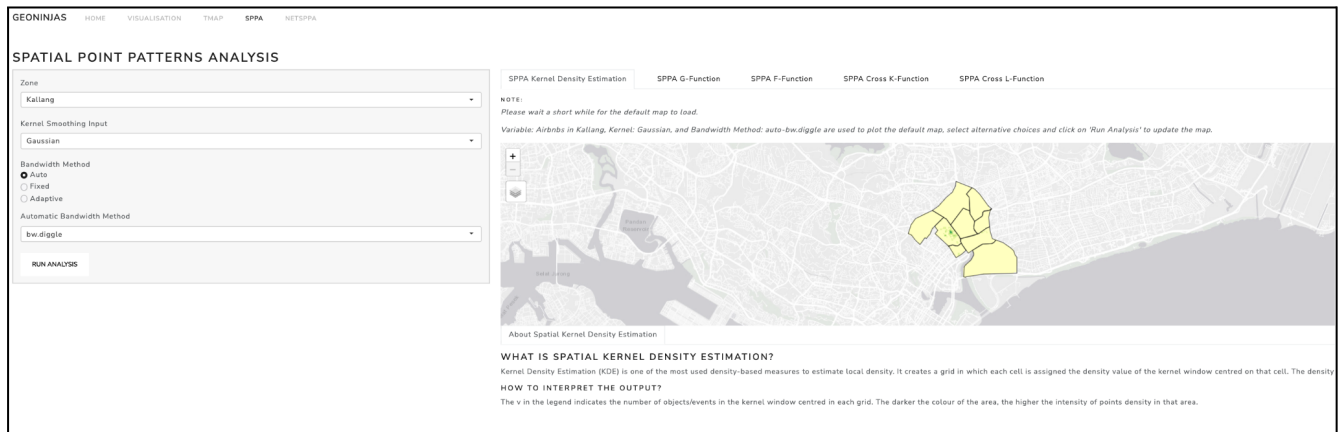 GEONINJAS HOME VISUALISATION TMAP SPPA NETSPPA
SPATIAL POINT PATTERNS ANALYSIS
Zone
Kallang
Kernel Smoothing Input
Gaussian
Bandwidth Method
Auto
Fixed
Adaptive
Automatic Bandwidth Method
bw.diggle
RUN ANALYSIS
SPPA Kernel Density Estimation SPPA G-Function SPPA F-Function SPPA Cross K-Function SPPA Cross L-Function
NOTE:
Please wait a short while for the default map to load.
Variable: Airbnbs in Kallang, Kernel: Gaussian, and Bandwidth Method: auto-bw.diggle are used to plot the default map, select alternative choices and click on 'Run Analysis' to update the map.
+
−
About Spatial Kernel Density Estimation
WHAT IS SPATIAL KERNEL DENSITY ESTIMATION?
Kernel Density Estimation (KDE) is one of the most used density-based measures to estimate local density. It creates a grid in which each cell is assigned the density value of the kernel window centred on that cell. The density
HOW TO INTERPRET THE OUTPUT?
The v in the legend indicates the number of objects/events in the kernel window centred in each grid. The darker the colour of the area, the higher the intensity of points density in that area.